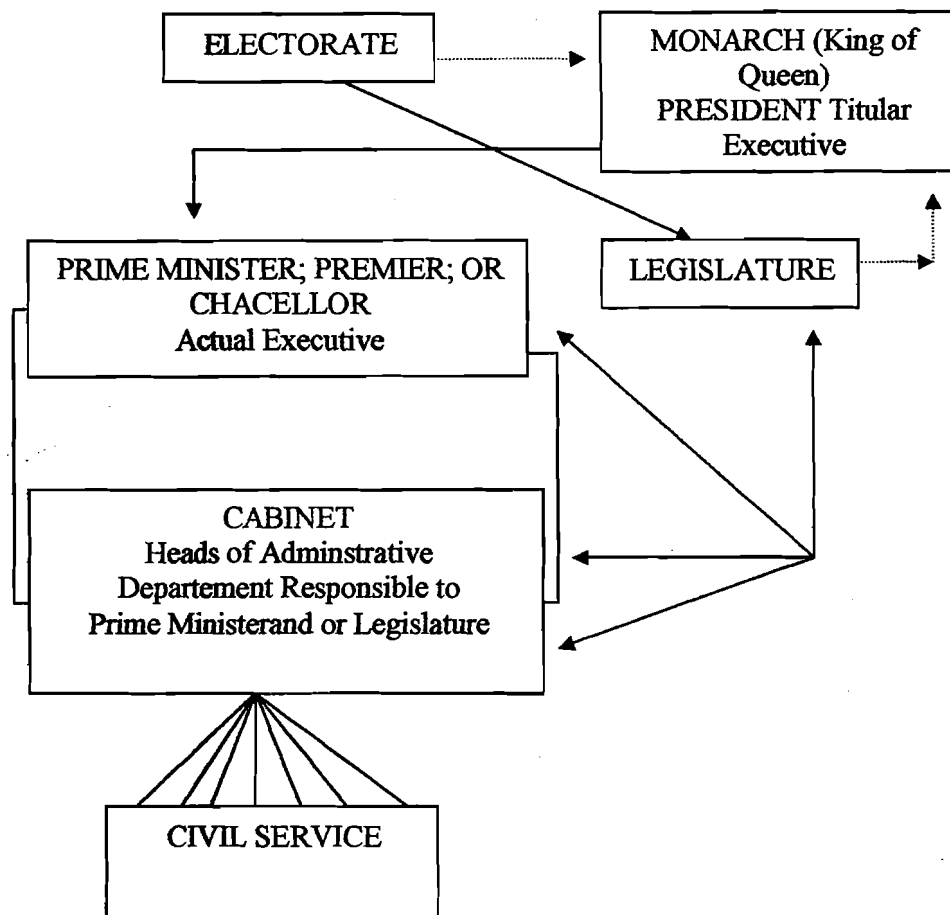 ELECTORATE
MONARCH (King of
Queen)
PRESIDENT Titular
Executive
PRIME MINISTER; PREMIER; OR
CHACELLOR
Actual Executive
LEGISLATURE
CABINET
Heads of Adminstrative
Departement Responsible to
Prime Ministerand or Legislature
CIVIL SERVICE